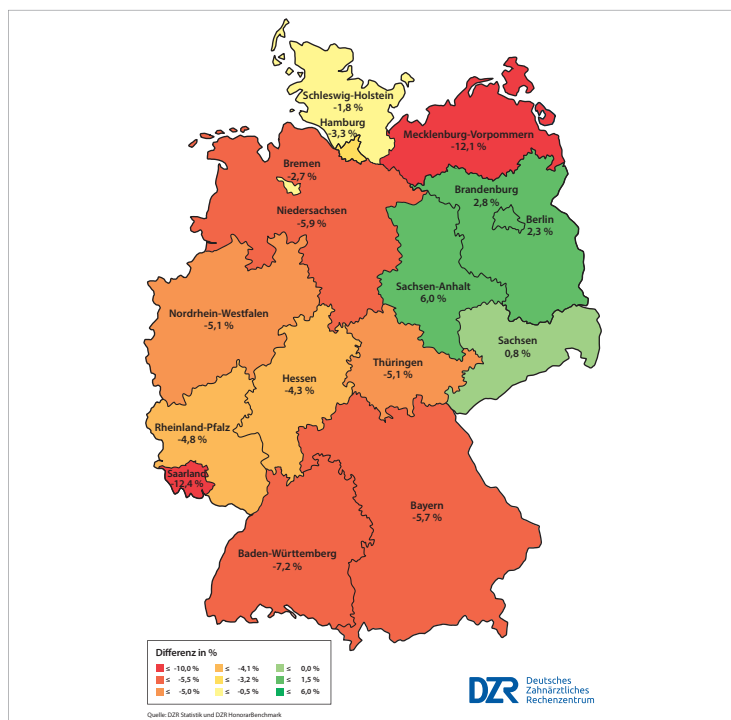 Schleswig-Holstein
-1,8 %
Hamburg
-3,3 %
Mecklenburg-Vorpommern
-12,1 %
Bremen
-2,7 %
Niedersachsen
-5,9 %
Brandenburg
2,8 %
Berlin
2,3 %
Sachsen-Anhalt
6,0 %
Nordrhein-Westfalen
-5,1 %
Sachsen
0,8 %
Thüringen
-5,1 %
Hessen
-4,3 %
Rheinland-Pfalz
-4,8 %
Saarland
-12,4 %
Bayern
-5,7 %
Baden-Württemberg
-7,2 %
Differenz in %
≤ -10,0 % ≤ -4,1 % ≤ 0,0 %
≤ -5,5 % ≤ -3,2 % ≤ 1,5 %
≤ -5,0 % ≤ -0,5 % ≤ 6,0 %
DZR Deutsches
Zahnärztliches
Rechenzentrum
Quelle: DZR Statistik und DZR HonorarBenchmark